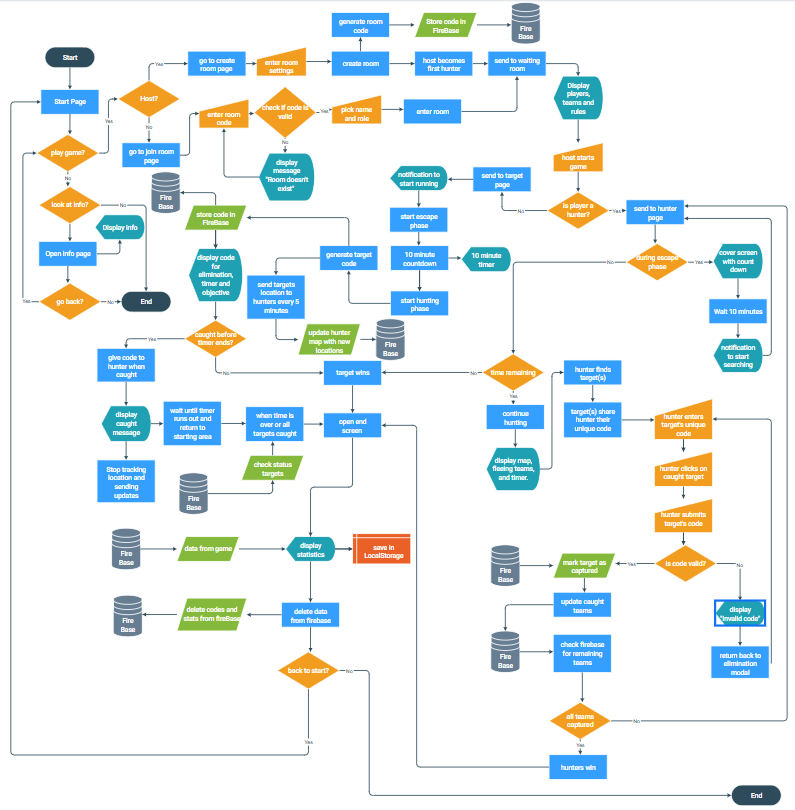 generate room
code
Store code in
FireBase
Fire
Base
Start
go to create
room page
enter room
settings
create room
host becomes
first hunter
send to waiting
room
Yes
Start Page
Host?
Display
players,
teams and
rules
Yes
No
enter room
code
check if code is
valid
Yes
pick name
and role
enter room
play game?
go to join room
page
No
display
message
"Room doesn't
exist"
host starts
game
No
look at info?
No
Fire
Base
notification to
start running
send to target
page
Is player a
hunter?
No
Yes
send to hunter
page
Display info
store code in
FireBase
start escape
phase
Open info page
display code
for elimination,
timer and
objective
generate target
code
10 minute
countdown
10 minute
timer
No
during escape
phase
Yes
cover screen
with count
down
Yes
go back?
No
End
send targets
location to
hunters every 5
minutes
start hunting
phase
Wait 10 minutes
caught before
timer ends?
Yes
No
update hunter
map with new
locations
Fire
Base
notification
to start
searching
give code to
hunter when
caught
target wins
No
time remaining
Yes
hunter finds
target(s)
display
caught
message
wait until timer
runs out and
return to
starting area
when time is
over or all
targets caught
open end
screen
continue
hunting
target(s) share
hunter their
unique code
hunter enters
target's unique
code
Stop tracking
location and
sending
updates
Fire
Base
check status
targets
display map,
fleeing teams,
and timer.
hunter clicks on
caught target
hunter submits
target's code
Fire
Base
data from game
display
statistics
save in
LocalStorage
Fire
Base
mark target as
captured
Yes
is code valid?
No
Fire
Base
delete codes and
stats from fireBase
delete data
from firebase
update caught
teams
display
"invalid code"
Fire
Base
check firebase
for remaining
teams
return back to
elimination
modal
back to start?
No
Yes
all teams
captured
No
Yes
hunters win
End